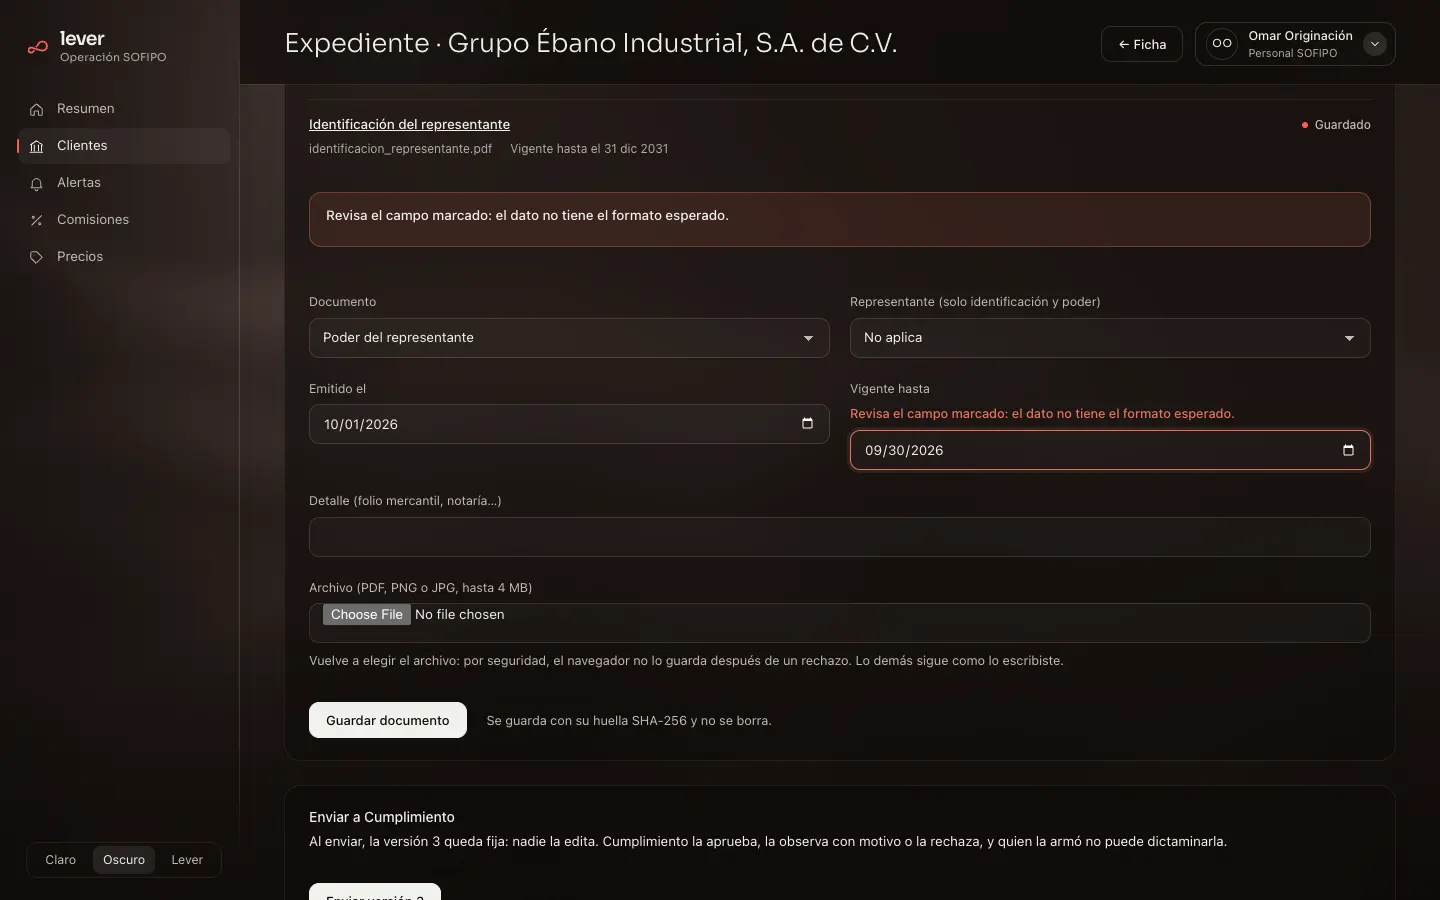 lever
Operación SOFIPO
Resumen
Clientes
Alertas
Comisiones
Precios
Claro
Oscuro
Lever
Expediente · Grupo Ébano Industrial, S.A. de C.V.
← Ficha
OO
Omar Originación
Personal SOFIPO
Identificación del representante
Guardado
identificacion_representante.pdf
Vigente hasta el 31 dic 2031
Revisa el campo marcado: el dato no tiene el formato esperado.
Documento
Poder del representante
Representante (solo identificación y poder)
No aplica
Emitido el
10/01/2026
Vigente hasta
Revisa el campo marcado: el dato no tiene el formato esperado.
09/30/2026
Detalle (folio mercantil, notaría...)
Archivo (PDF, PNG o JPG, hasta 4 MB)
Choose File No file chosen
Vuelve a elegir el archivo: por seguridad, el navegador no lo guarda después de un rechazo. Lo demás sigue como lo escribiste.
Guardar documento
Se guarda con su huella SHA-256 y no se borra.
Enviar a Cumplimiento
Al enviar, la versión 3 queda fija: nadie la edita. Cumplimiento la aprueba, la observa con motivo o la rechaza, y quien la armó no puede dictaminarla.
Enviar versión 3